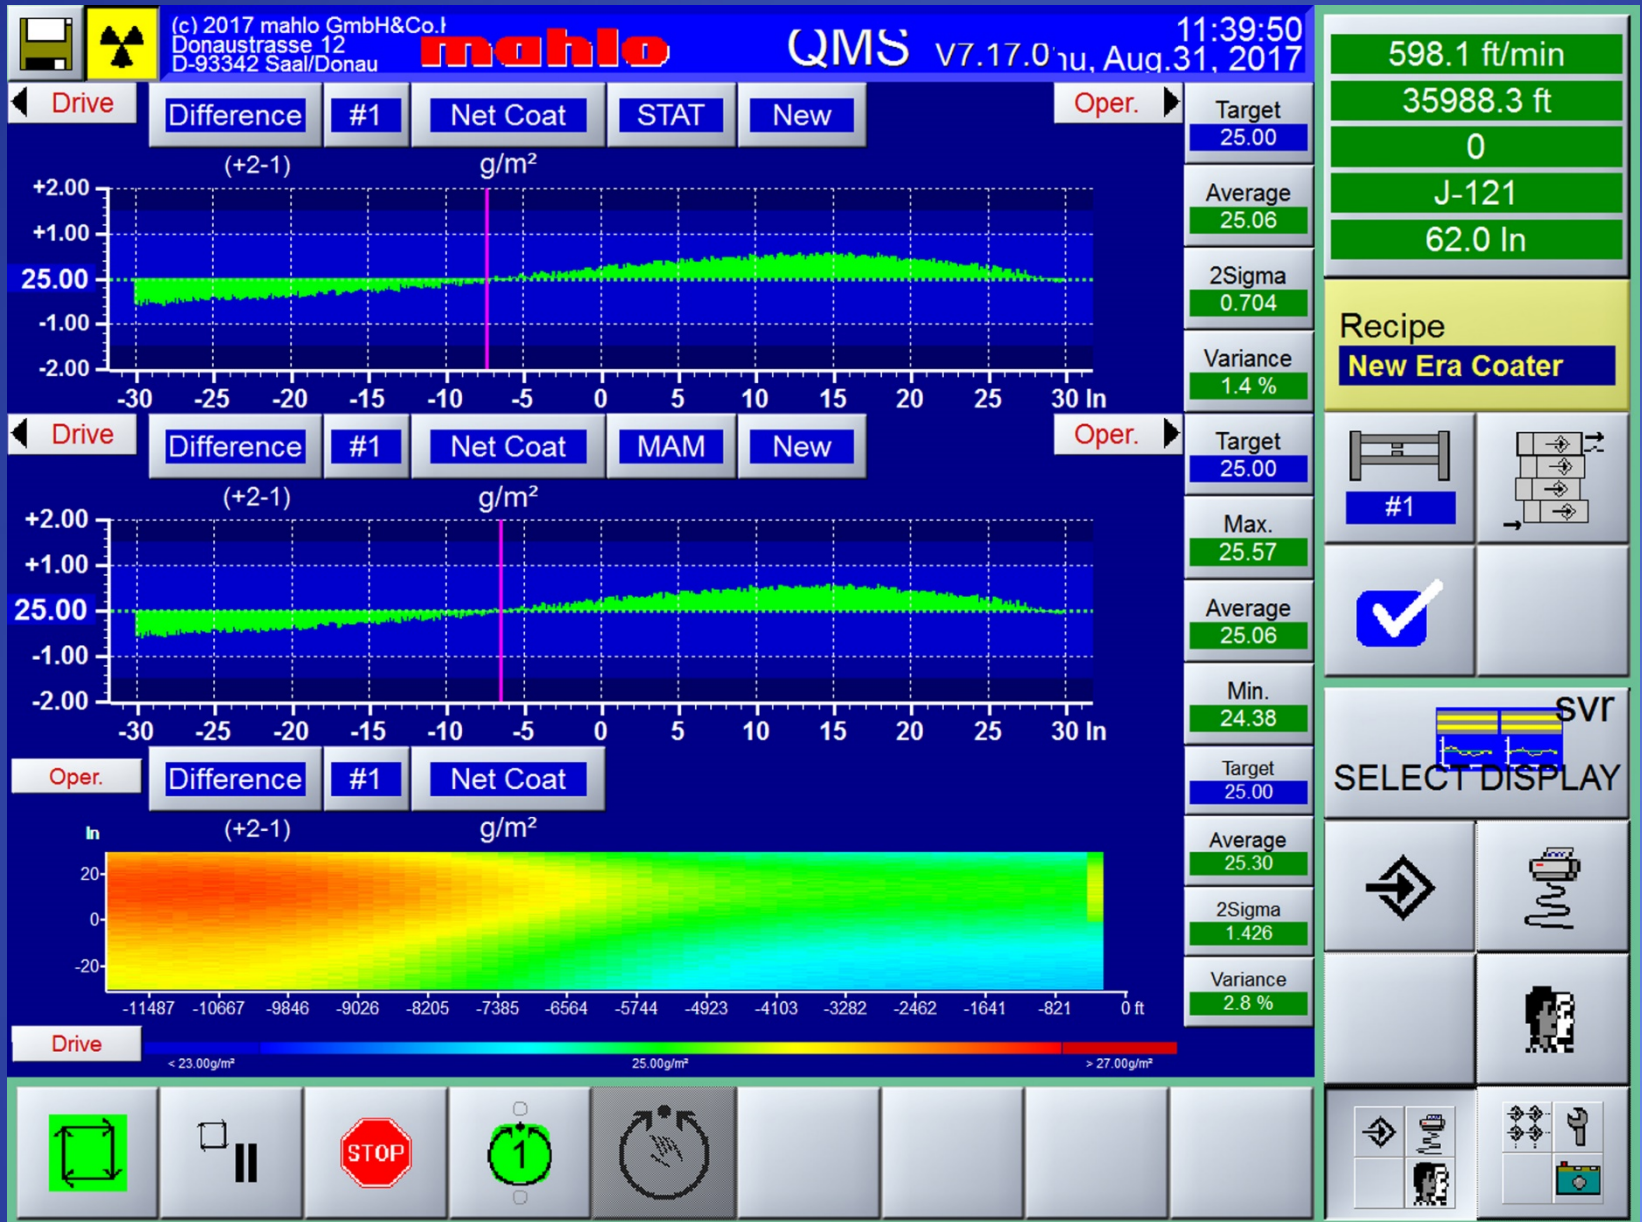 (c) 2017 mahlo GmbH&Co.
Donaustrasse 12
D-93342 Saal/Donau
mahlo
QMS V7.17.0
11:39:50
Aug.31, 2017
Drive
Difference
#1
Net Coat
STAT
New
Oper.
(+2-1)
g/m²
+2.00
+1.00
25.00
-1.00
-2.00
-30 -25 -20 -15 -10 -5 0 5 10 15 20 25 30 In
Target
25.00
Average
25.06
2Sigma
0.704
Variance
1.4 %
Drive
Difference
#1
Net Coat
MAM
New
Oper.
(+2-1)
g/m²
+2.00
+1.00
25.00
-1.00
-2.00
-30 -25 -20 -15 -10 -5 0 5 10 15 20 25 30 In
Target
25.00
Max.
25.57
Average
25.06
Min.
24.38
Oper.
Difference
#1
Net Coat
(+2-1)
g/m²
In
20
0
-20
-11487 -10667 -9846 -9026 -8205 -7385 -6564 -5744 -4923 -4103 -3282 -2462 -1641 -821 0 ft
Drive
< 23.00g/m²
25.00g/m²
> 27.00g/m²
Target
25.00
Average
25.30
2Sigma
1.426
Variance
2.8 %
598.1 ft/min
35988.3 ft
0
J-121
62.0 In
Recipe
New Era Coater
#1
svr
SELECT DISPLAY
STOP
1